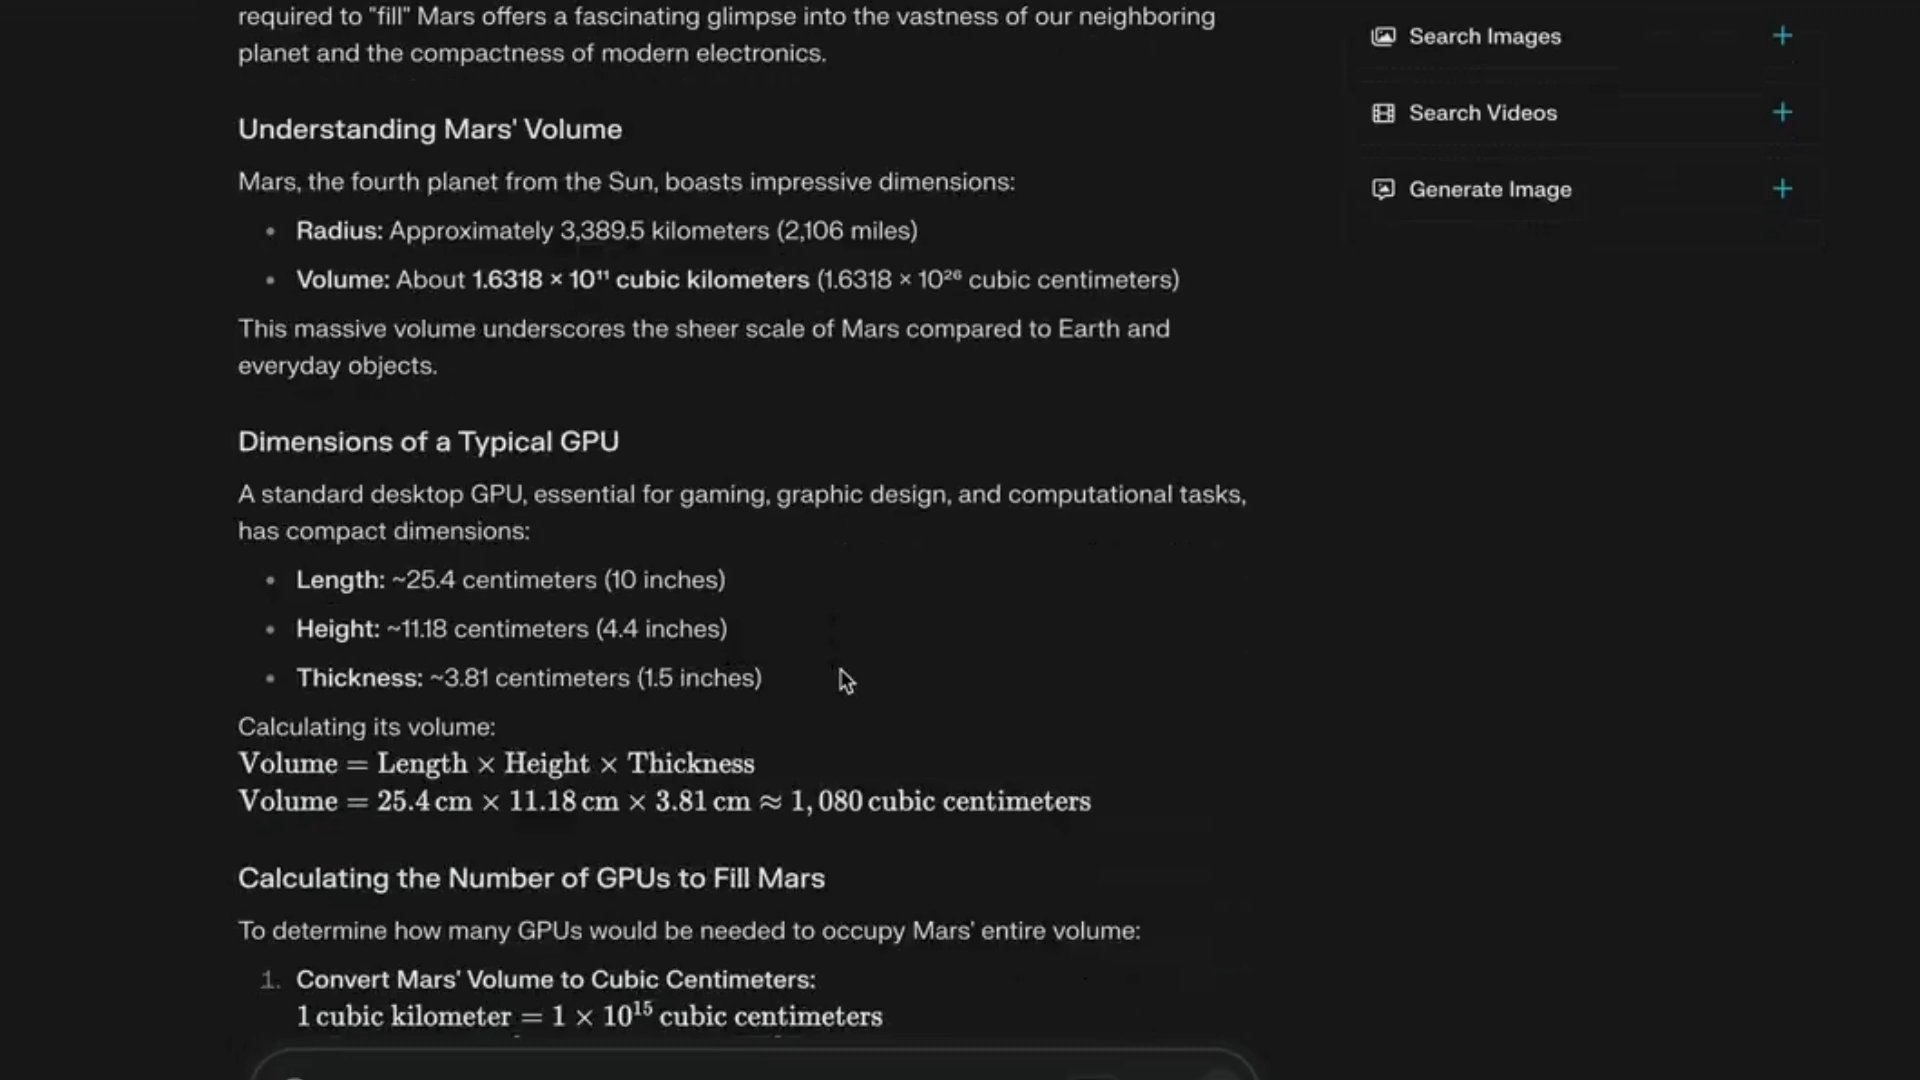 required to "fill" Mars offers a fascinating glimpse into the vastness of our neighboring
planet and the compactness of modern electronics.
Understanding Mars' Volume
Mars, the fourth planet from the Sun, boasts impressive dimensions:
• Radius: Approximately 3,389.5 kilometers (2,106 miles)
• Volume: About 1.6318 × 10¹¹ cubic kilometers (1.6318 × 10²⁶ cubic centimeters)
This massive volume underscores the sheer scale of Mars compared to Earth and
everyday objects.
Dimensions of a Typical GPU
A standard desktop GPU, essential for gaming, graphic design, and computational tasks,
has compact dimensions:
• Length: ~25.4 centimeters (10 inches)
• Height: ~11.18 centimeters (4.4 inches)
• Thickness: ~3.81 centimeters (1.5 inches)
Calculating its volume:
Volume = Length × Height × Thickness
Volume = 25.4 cm × 11.18 cm × 3.81 cm ≈ 1,080 cubic centimeters
Calculating the Number of GPUs to Fill Mars
To determine how many GPUs would be needed to occupy Mars' entire volume:
1. Convert Mars' Volume to Cubic Centimeters:
1 cubic kilometer = 1 × 10¹⁵ cubic centimeters
Search Images
Search Videos
Generate Image